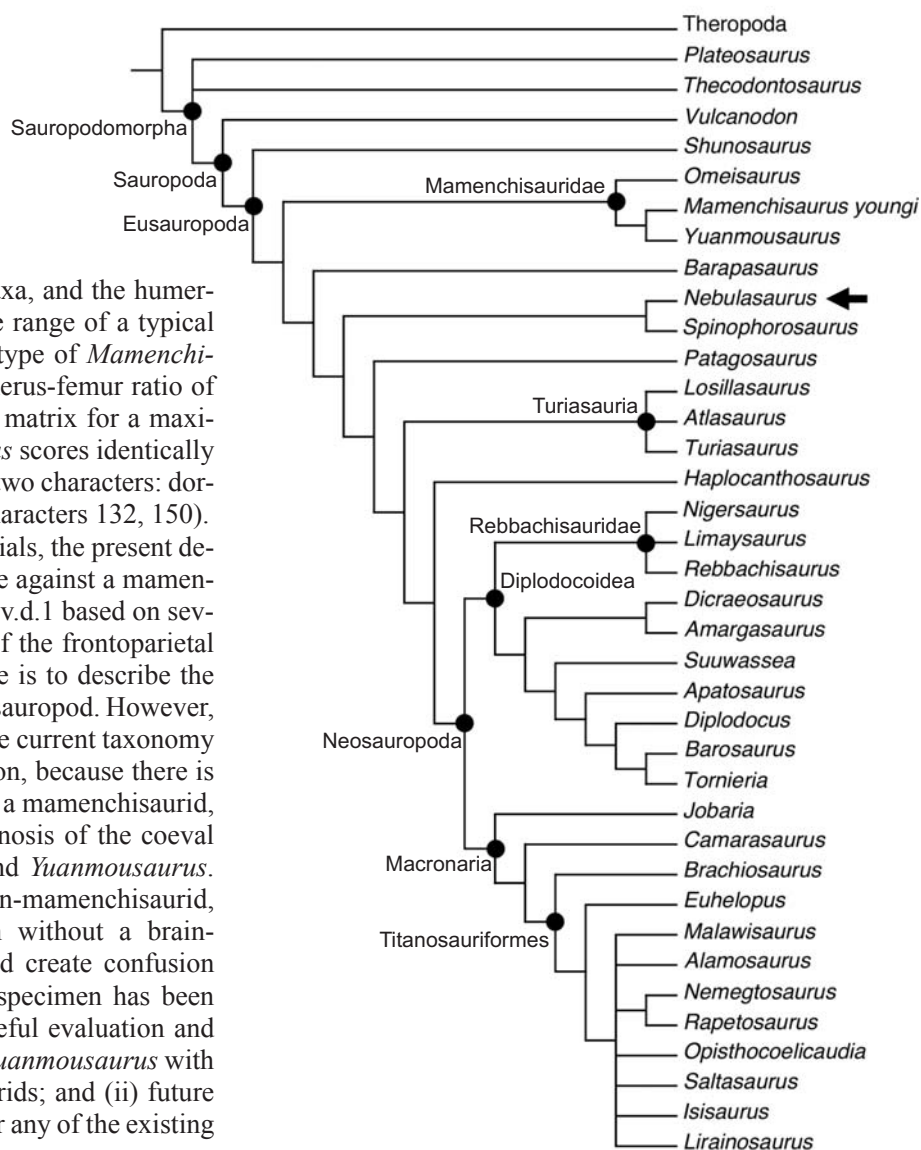 Theropoda
Plateosaurus
Thecodontosaurus
Sauropodomorpha
Vulcanodon
Sauropoda
Shunosaurus
Eusauropoda
Mamenchisauridae
Omeisaurus
Mamenchisaurus youngi
Yuanmousaurus
Barapasaurus
Nebulasaurus
Spinophorosaurus
Patagosaurus
Turiasauria
Losillasaurus
Atlasaurus
Turiasaurus
Haplocanthosaurus
Rebbachisauridae
Nigersaurus
Limaysaurus
Rebbachisaurus
Diplodocoidea
Dicraeosaurus
Amargasaurus
Suuwassea
Apatosaurus
Diplodocus
Barosaurus
Tornieria
Neosauropoda
Jobaria
Macronaria
Camarasaurus
Brachiosaurus
Titanosauriformes
Euhelopus
Malawisaurus
Alamosaurus
Nemegtosaurus
Rapetosaurus
Opisthocoelicaudia
Saltasaurus
Isisaurus
Lirainosaurus
axa, and the humer-
e range of a typical
type of Mamenchi-
erus-femur ratio of
matrix for a maxi-
s scores identically
two characters: dor-
aracters 132, 150).
ials, the present de-
e against a mamen-
v.d.1 based on sev-
f the frontoparietal
e is to describe the
sauropod. However,
e current taxonomy
on, because there is
a mamenchisaurid,
nosis of the coeval
nd Yuanmousaurus.
n-mamenchisaurid,
n without a brain-
d create confusion
specimen has been
eful evaluation and
uanmousaurus with
rids; and (ii) future
r any of the existing